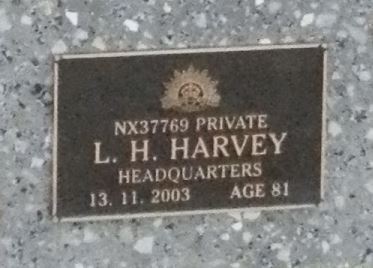 NX37769 PRIVATE
L. H. HARVEY
HEADQUARTERS
13. 11. 2003 AGE 81